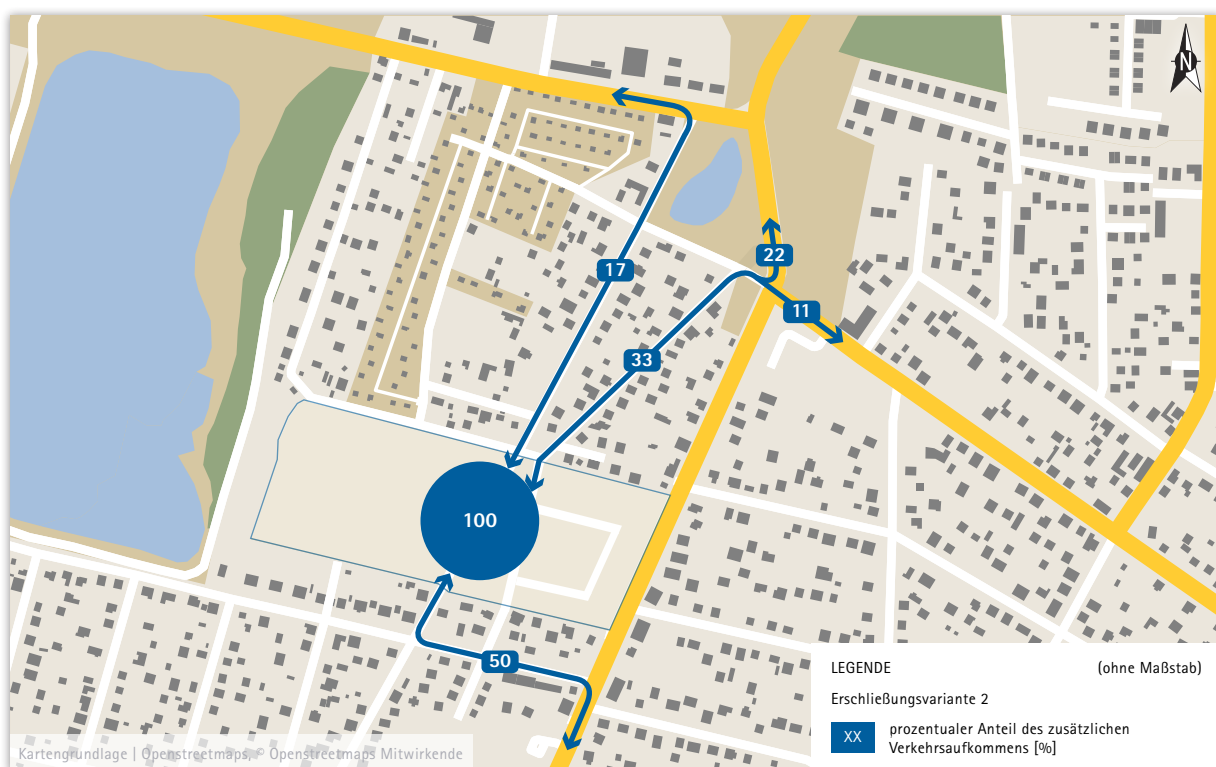 N
17
22
11
33
100
50
LEGENDE (ohne Maßstab)
Erschließungsvariante 2
XX prozentualer Anteil des zusätzlichen
Verkehrsaufkommens [%]
Kartengrundlage | Openstreetmaps, © Openstreetmaps Mitwirkende